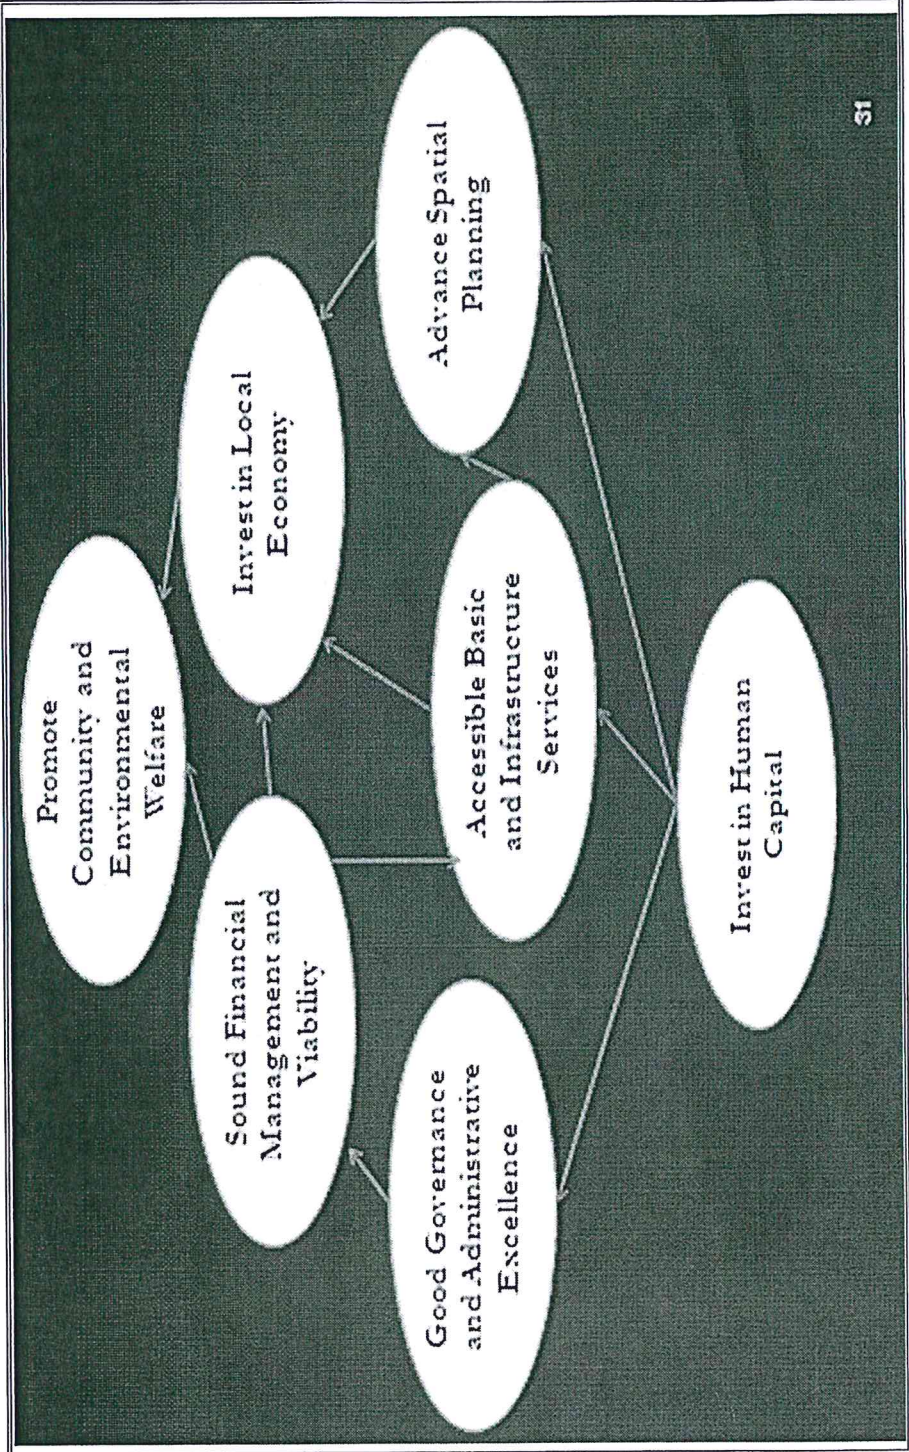 Promote
Community and
Environmental
Welfare
Sound Financial
Management and
Viability
Invest in Local
Economy
Good Governance
and Administrative
Excellence
Accessible Basic
and Infrastructure
Services
Advance Spatial
Planning
Invest in Human
Capital
31